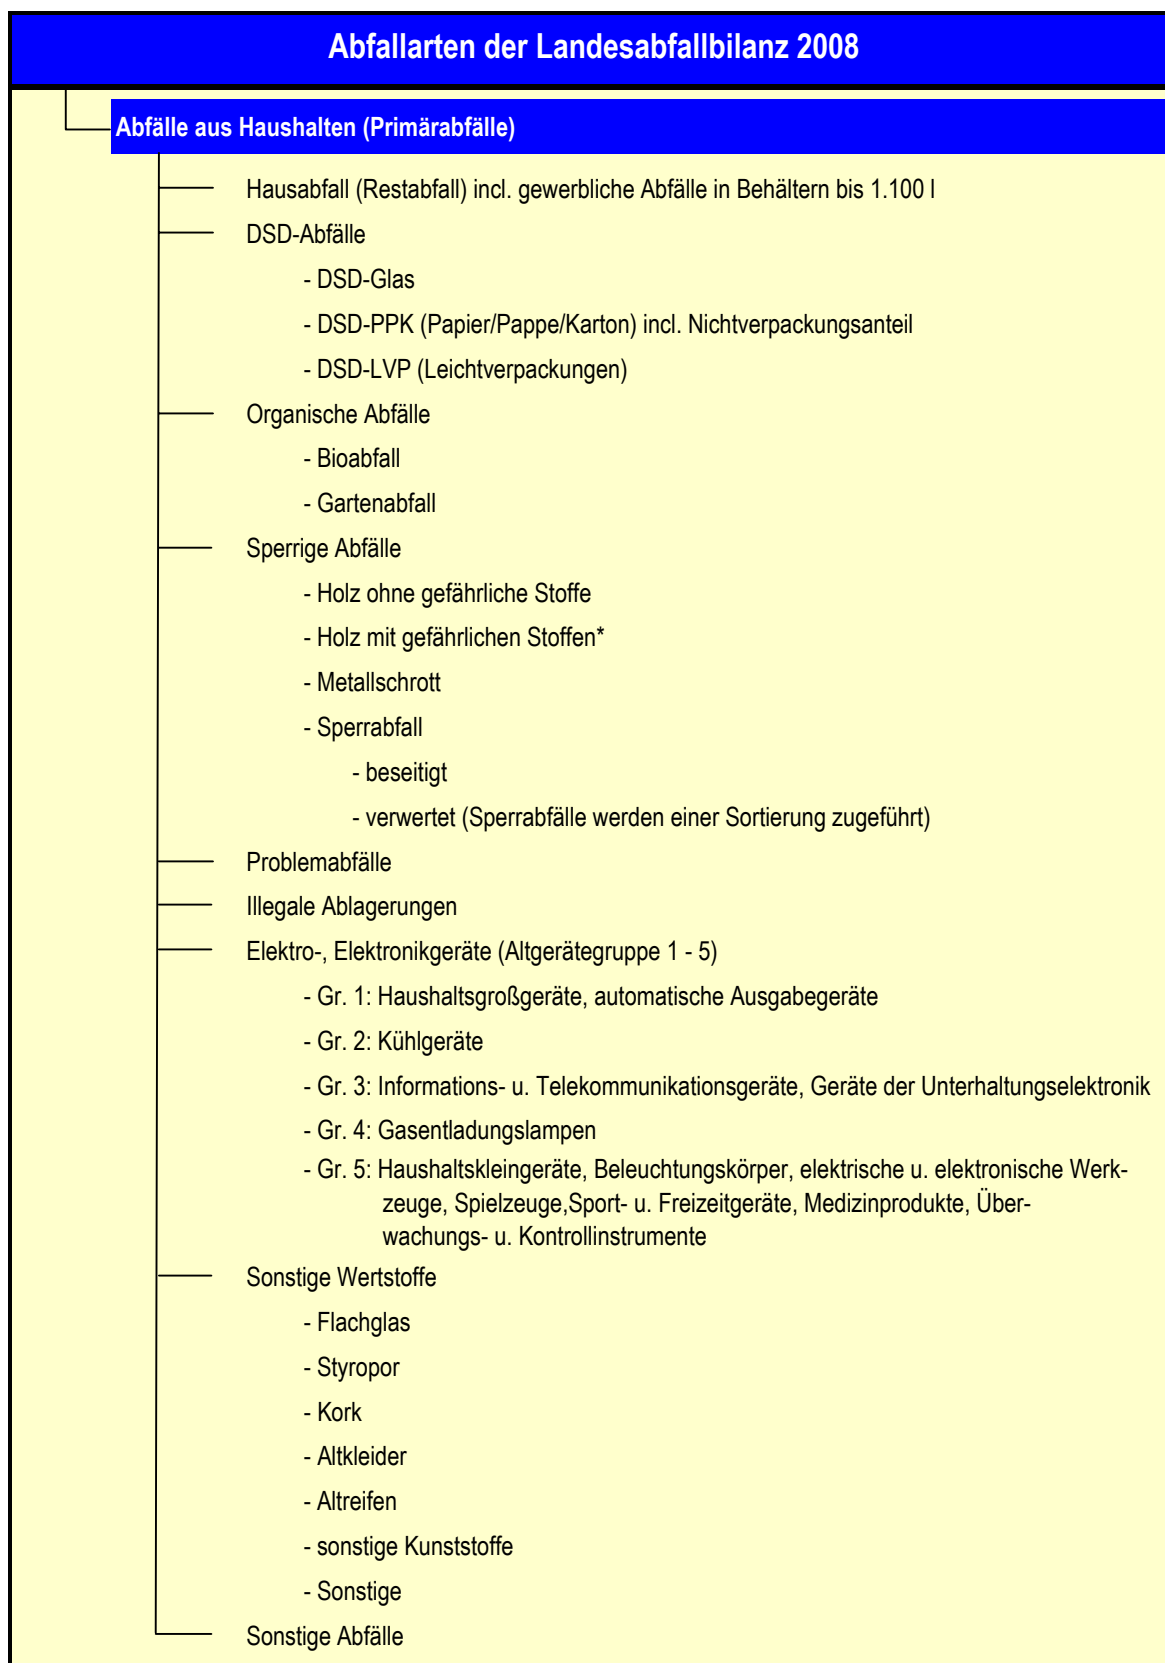 Abfallarten der Landesabfallbilanz 2008
Abfälle aus Haushalten (Primärabfälle)
Hausabfall (Restabfall) incl. gewerbliche Abfälle in Behältern bis 1.100 l
DSD-Abfälle
- DSD-Glas
- DSD-PPK (Papier/Pappe/Karton) incl. Nichtverpackungsanteil
- DSD-LVP (Leichtverpackungen)
Organische Abfälle
- Bioabfall
- Gartenabfall
Sperrige Abfälle
- Holz ohne gefährliche Stoffe
- Holz mit gefährlichen Stoffen*
- Metallschrott
- Sperrabfall
- beseitigt
- verwertet (Sperrabfälle werden einer Sortierung zugeführt)
Problemabfälle
Illegale Ablagerungen
Elektro-, Elektronikgeräte (Altgerätegruppe 1 - 5)
- Gr. 1: Haushaltsgroßgeräte, automatische Ausgabegeräte
- Gr. 2: Kühlgeräte
- Gr. 3: Informations- u. Telekommunikationsgeräte, Geräte der Unterhaltungselektronik
- Gr. 4: Gasentladungslampen
- Gr. 5: Haushaltskleingeräte, Beleuchtungskörper, elektrische u. elektronische Werk-
zeuge, Spielzeuge,Sport- u. Freizeitgeräte, Medizinprodukte, Über-
wachungs- u. Kontrollinstrumente
Sonstige Wertstoffe
- Flachglas
- Styropor
- Kork
- Altkleider
- Altreifen
- sonstige Kunststoffe
- Sonstige
Sonstige Abfälle